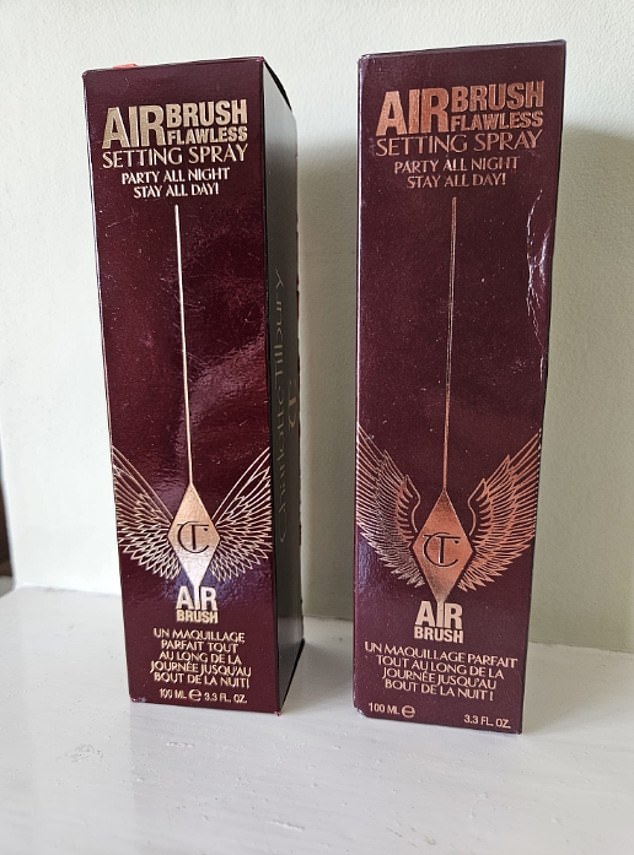 AIRBRUSH
FLAWLESS
SETTING SPRAY
PARTY ALL NIGHT
STAY ALL DAY!
CT
AIR
BRUSH
UN MAQUILLAGE
PARFAIT TOUT
AU LONG DE LA
JOURNÉE JUSQU'AU
BOUT DE LA NUIT!
100 ML e 3.3 FL. OZ.
Charlotte Tilbury
AIRBRUSH
FLAWLESS
SETTING SPRAY
PARTY ALL NIGHT
STAY ALL DAY!
CT
AIR
BRUSH
UN MAQUILLAGE PARFAIT
TOUT AU LONG DE LA
JOURNÉE JUSQU'AU
BOUT DE LA NUIT !
100 ML e 3.3 FL. OZ.